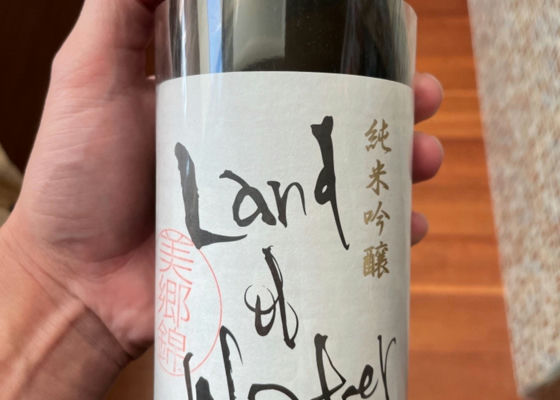 Land
of
Water
純米吟醸
美郷錦